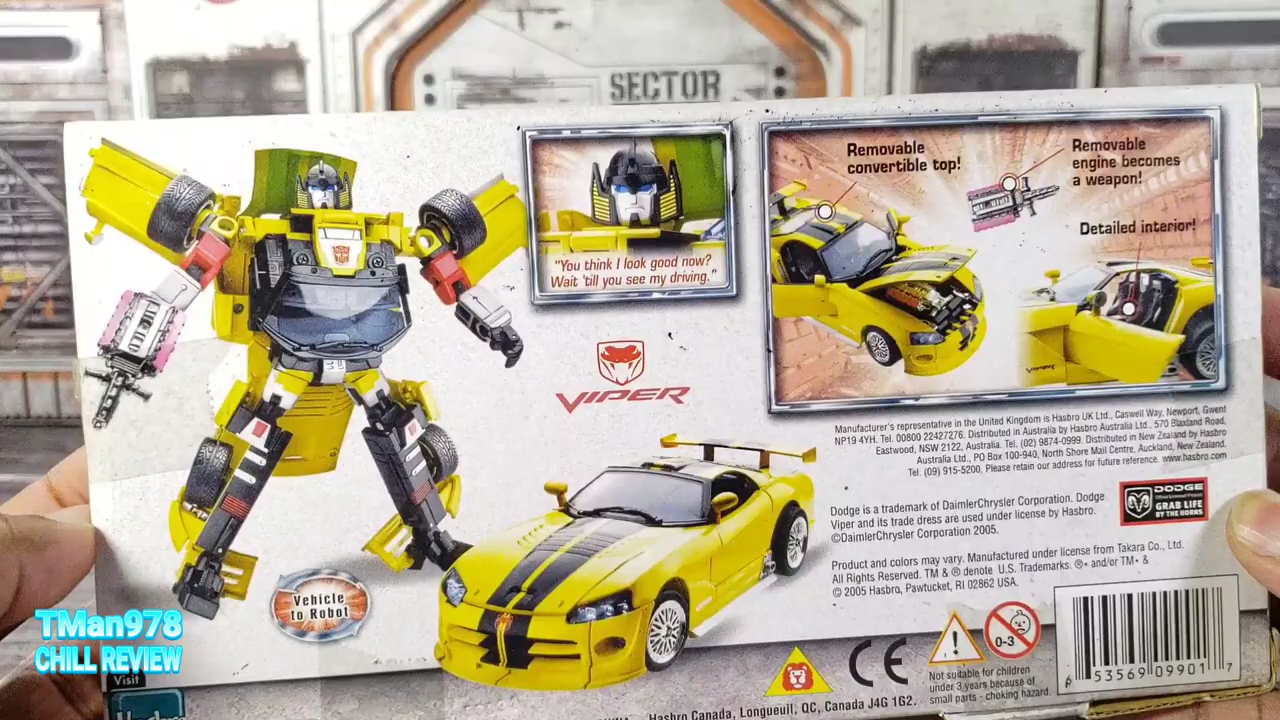 SECTOR
Removable
convertible top!
Removable
engine becomes
a weapon!
Detailed interior!
"You think I look good now?
Wait 'till you see my driving."
VIPER
VIPER
Manufacturer's representative in the United Kingdom is Hasbro UK Ltd., Caswell Way, Newport, Gwent
NP19 4YH. Tel. 00800 22427276. Distributed in Australia by Hasbro Australia Ltd., 570 Blaxland Road,
Eastwood, NSW 2122, Australia. Tel. (02) 9874-0999. Distributed in New Zealand by Hasbro
Australia Ltd., PO Box 100-940, North Shore Mail Centre, Auckland, New Zealand.
Tel. (09) 915-5200. Please retain our address for future reference. www.hasbro.com
Dodge is a trademark of DaimlerChrysler Corporation. Dodge
Viper and its trade dress are used under license by Hasbro.
©DaimlerChrysler Corporation 2005.
DODGE
GRAB LIFE
BY THE HORNS
Product and colors may vary. Manufactured under license from Takara Co., Ltd.
All Rights Reserved. TM & ® denote U.S. Trademarks. ®* and/or TM* &
© 2005 Hasbro, Pawtucket, RI 02862 USA.
Vehicle
to Robot
TMan978
CHILL REVIEW
Visit
CE
0-3
Not suitable for children
under 3 years because of
small parts - choking hazard.
53569 09901 7
Hasbro Canada, Longueuil, QC, Canada J4G 1G2.